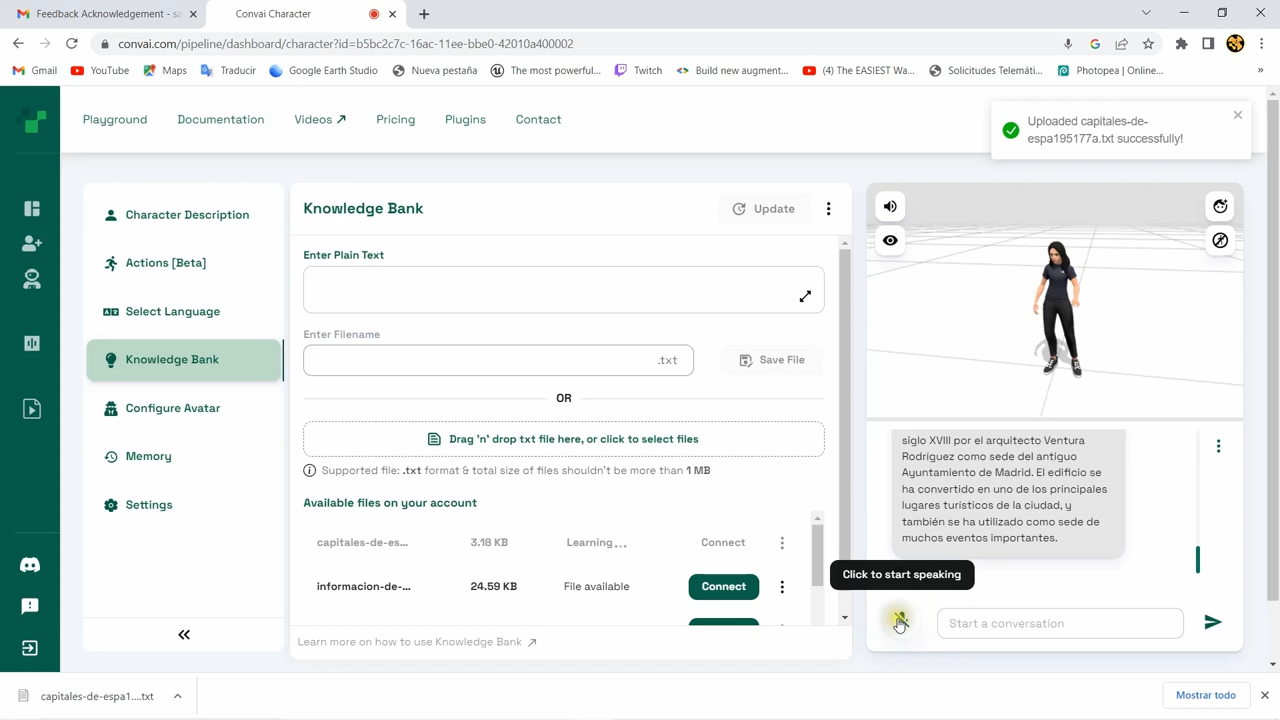 Feedback Acknowledgement - sa
Convai Character
convai.com/pipeline/dashboard/character?id=b5bc2c7c-16ac-11ee-bbe0-42010a400002
Gmail
YouTube
Maps
Traducir
Google Earth Studio
Nueva pestaña
The most powerful...
Twitch
Build new augment...
(4) The EASIEST Wa...
Solicitudes Telemáti...
Photopea | Online...
»
Playground
Documentation
Videos
Pricing
Plugins
Contact
Uploaded capitales-de-
espa195177a.txt successfully!
Character Description
Actions [Beta]
Select Language
Knowledge Bank
Configure Avatar
Memory
Settings
Knowledge Bank
Update
Enter Plain Text
Enter Filename
.txt
Save File
OR
Drag 'n' drop txt file here, or click to select files
Supported file: .txt format & total size of files shouldn't be more than 1 MB
Available files on your account
capitales-de-es... 3.18 KB Learning... Connect
informacion-de-... 24.59 KB File available Connect
Learn more on how to use Knowledge Bank
siglo XVIII por el arquitecto Ventura
Rodríguez como sede del antiguo
Ayuntamiento de Madrid. El edificio se
ha convertido en uno de los principales
lugares turísticos de la ciudad, y
también se ha utilizado como sede de
muchos eventos importantes.
Click to start speaking
Start a conversation
capitales-de-espa1....txt
Mostrar todo